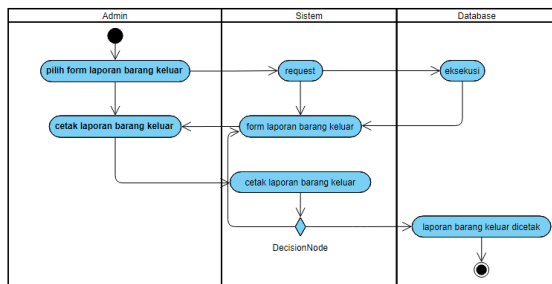 Admin
Sistem
Database
pilih form laporan barang keluar
request
eksekusi
cetak laporan barang keluar
form laporan barang keluar
cetak laporan barang keluar
laporan barang keluar dicetak
DecisionNode